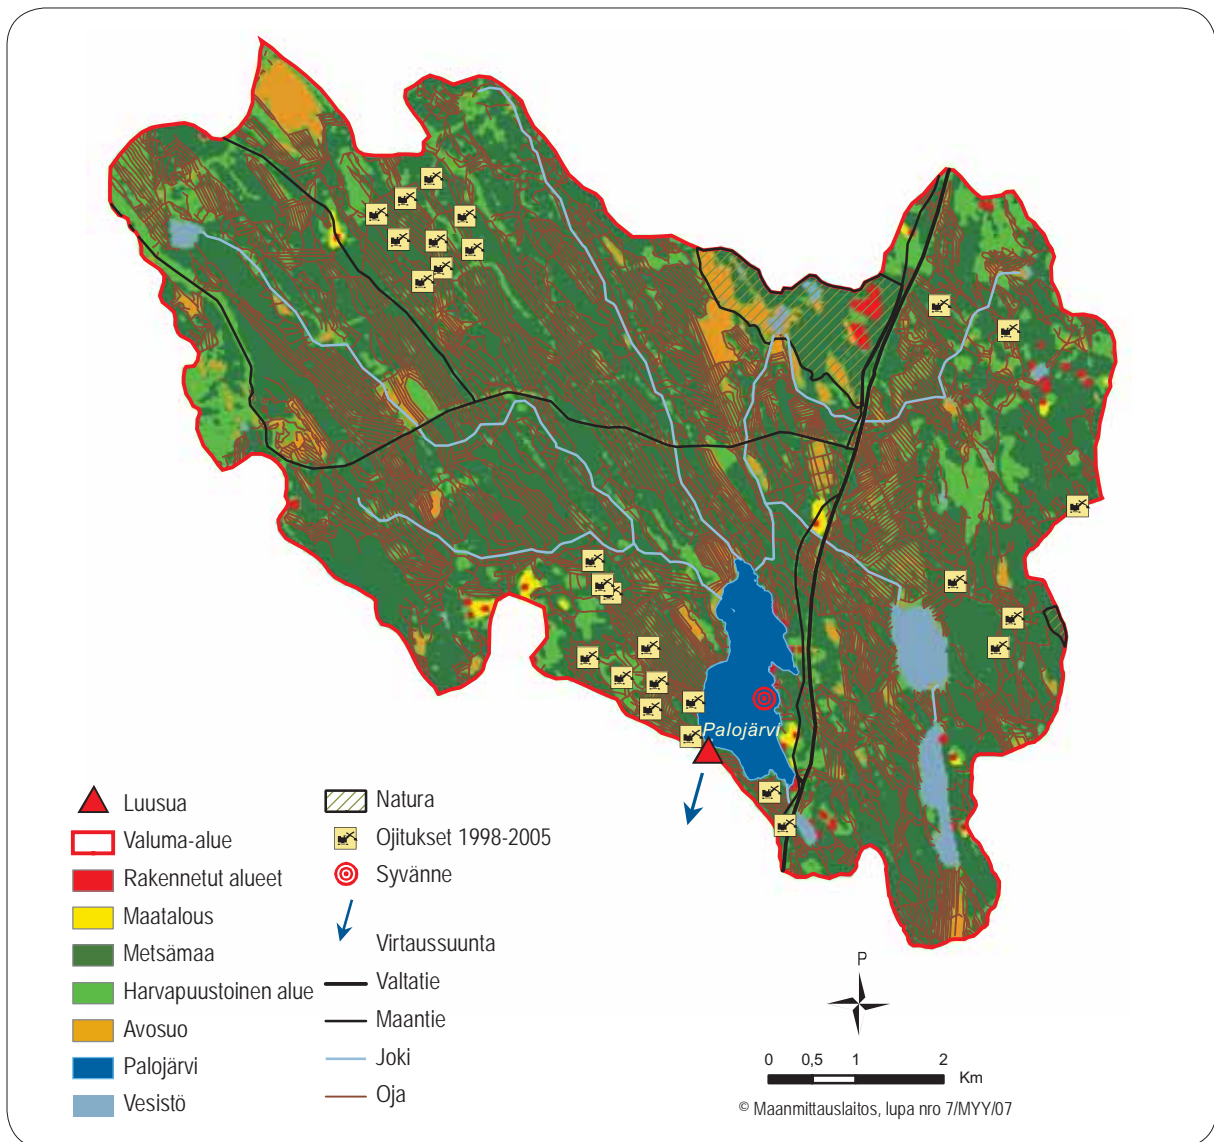 Palojärvi
Luusua
Valuma-alue
Rakennetut alueet
Maatalous
Metsämaa
Harvapuustoinen alue
Avosuo
Palojärvi
Vesistö
Natura
Ojitukset 1998-2005
Syvänne
Virtaussuunta
Valtatie
Maantie
Joki
Oja
P
0 0,5 1 2
Km
© Maanmittauslaitos, lupa nro 7/MYY/07